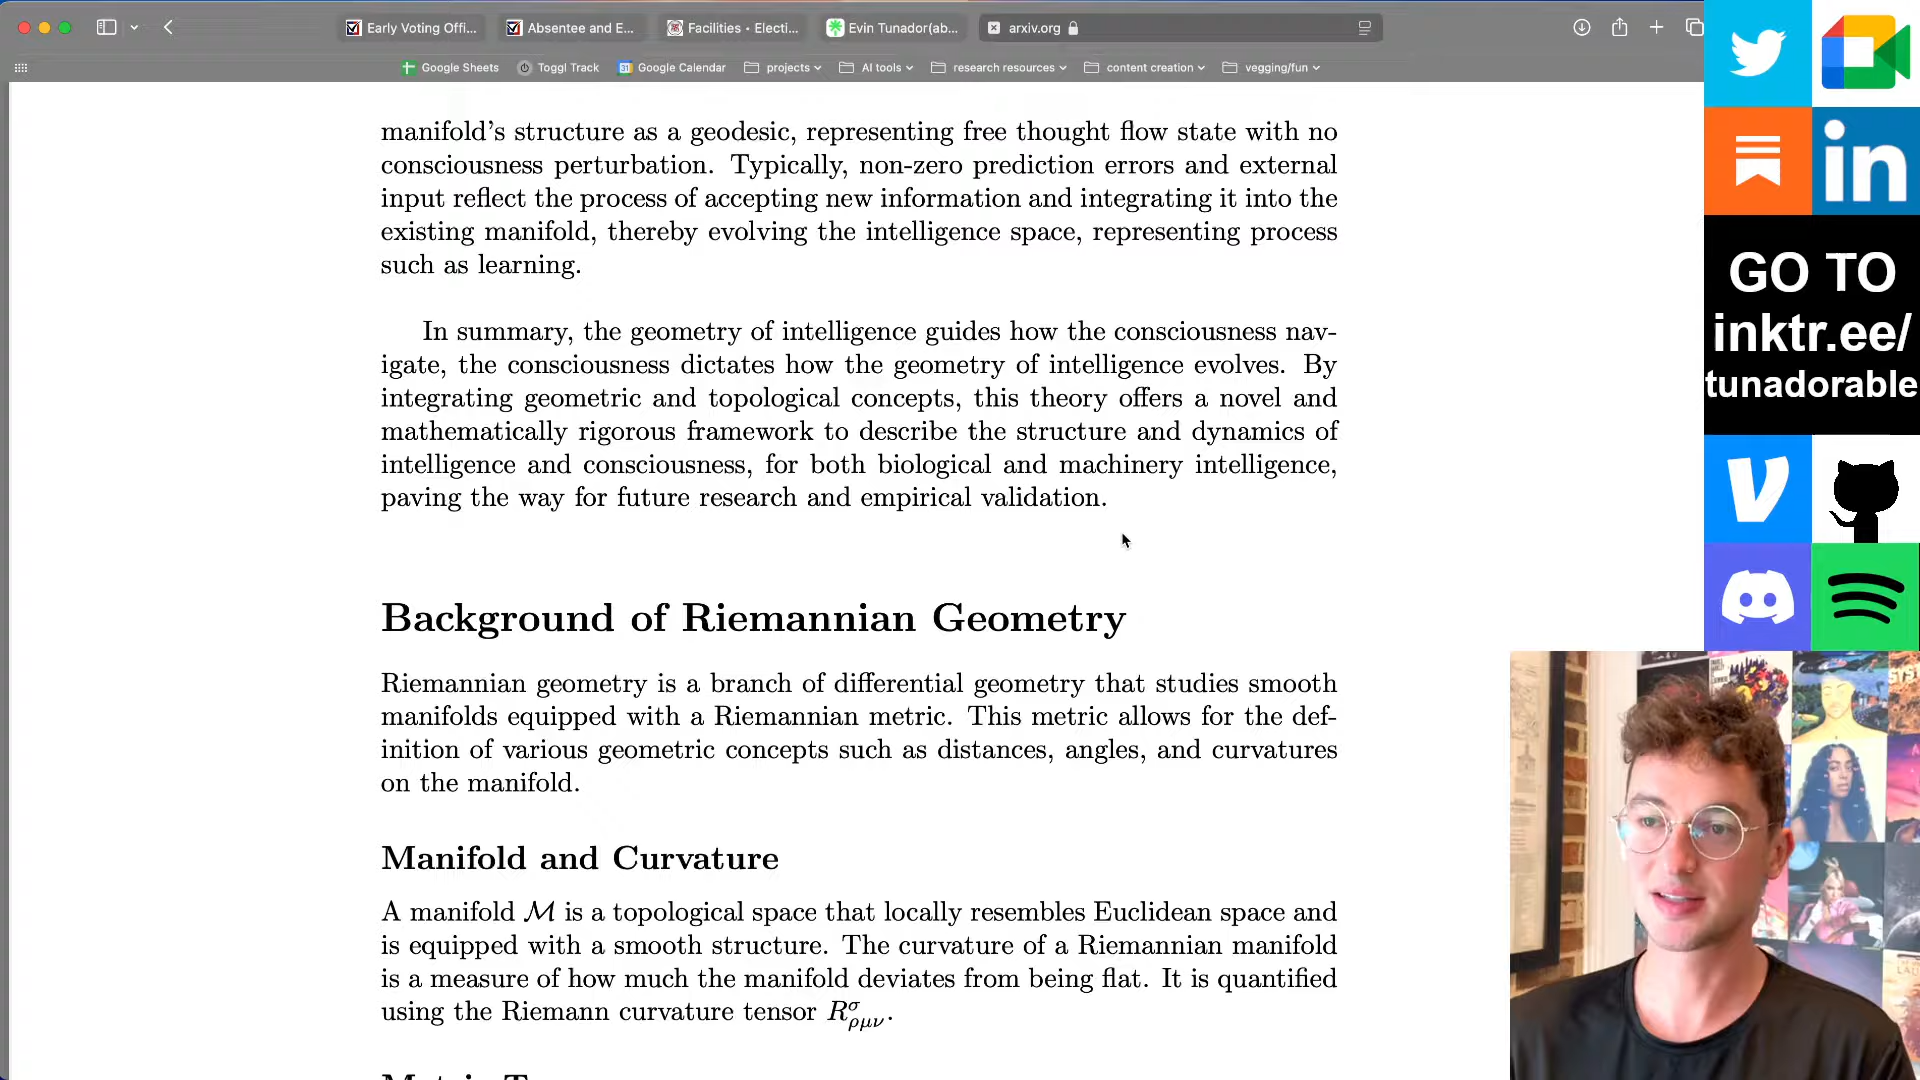 Early Voting Offi...
Absentee and E...
Facilities • Electi...
Evin Tunador(ab...
arxiv.org
Google Sheets
Toggl Track
Google Calendar
projects
AI tools
research resources
content creation
vegging/fun
manifold's structure as a geodesic, representing free thought flow state with no
consciousness perturbation. Typically, non-zero prediction errors and external
input reflect the process of accepting new information and integrating it into the
existing manifold, thereby evolving the intelligence space, representing process
such as learning.
In summary, the geometry of intelligence guides how the consciousness nav-
igate, the consciousness dictates how the geometry of intelligence evolves. By
integrating geometric and topological concepts, this theory offers a novel and
mathematically rigorous framework to describe the structure and dynamics of
intelligence and consciousness, for both biological and machinery intelligence,
paving the way for future research and empirical validation.
Background of Riemannian Geometry
Riemannian geometry is a branch of differential geometry that studies smooth
manifolds equipped with a Riemannian metric. This metric allows for the def-
inition of various geometric concepts such as distances, angles, and curvatures
on the manifold.
Manifold and Curvature
A manifold ℳ is a topological space that locally resembles Euclidean space and
is equipped with a smooth structure. The curvature of a Riemannian manifold
is a measure of how much the manifold deviates from being flat. It is quantified
using the Riemann curvature tensor R^σ_ρμν.
in
GO TO
inktr.ee/
tunadorable